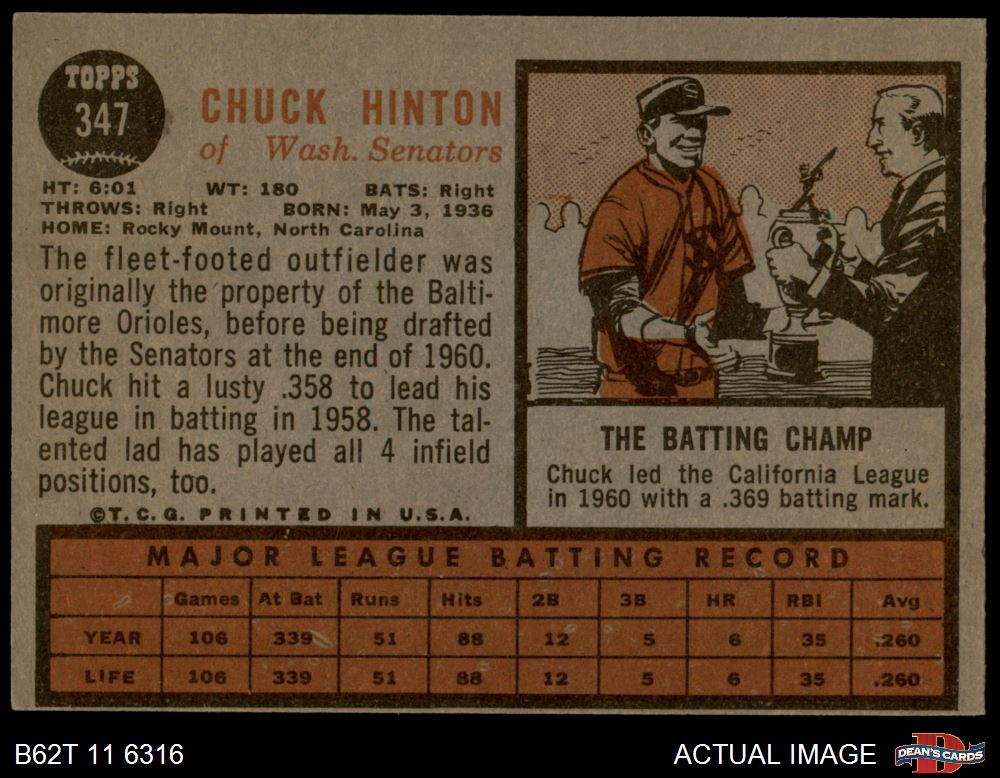 TOPPS
347
CHUCK HINTON
of Wash. Senators
HT: 6:01 WT: 180 BATS: Right
THROWS: Right BORN: May 3, 1936
HOME: Rocky Mount, North Carolina
The fleet-footed outfielder was
originally the property of the Balti-
more Orioles, before being drafted
by the Senators at the end of 1960.
Chuck hit a lusty .358 to lead his
league in batting in 1958. The tal-
ented lad has played all 4 infield
positions, too.
©T.C.G. PRINTED IN U.S.A.
S
S
THE BATTING CHAMP
Chuck led the California League
in 1960 with a .369 batting mark.
MAJOR LEAGUE BATTING RECORD
Games At Bat Runs Hits 2B 3B HR RBI Avg
YEAR 106 339 51 88 12 5 6 35 .260
LIFE 106 339 51 88 12 5 6 35 .260
B62T 11 6316
ACTUAL IMAGE
D
DEAN'S CARDS